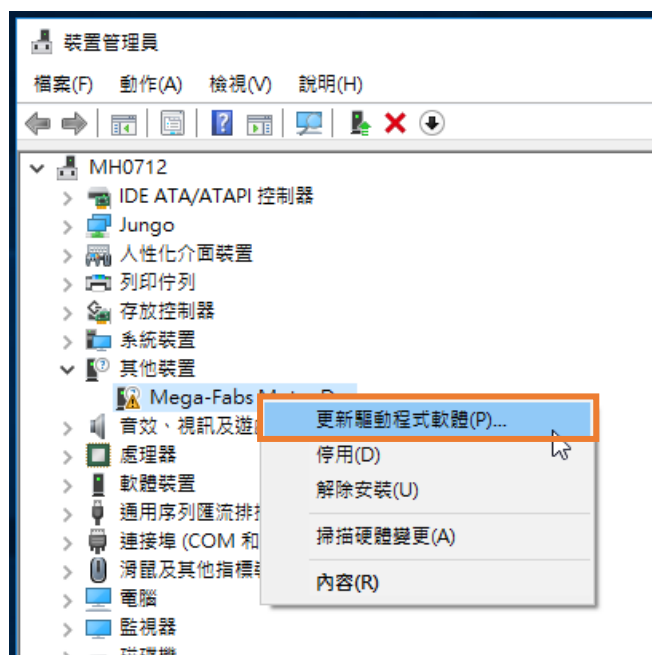 裝置管理員
檔案(F) 動作(A) 檢視(V) 說明(H)
MH0712
IDE ATA/ATAPI 控制器
Jungo
人性化介面裝置
列印佇列
存放控制器
系統裝置
其他裝置
Mega-Fabs
音效、視訊及遊
處理器
軟體裝置
通用序列匯流排
連接埠 (COM 和
滑鼠及其他指標
電腦
監視器
更新驅動程式軟體(P)...
停用(D)
解除安裝(U)
掃描硬體變更(A)
內容(R)